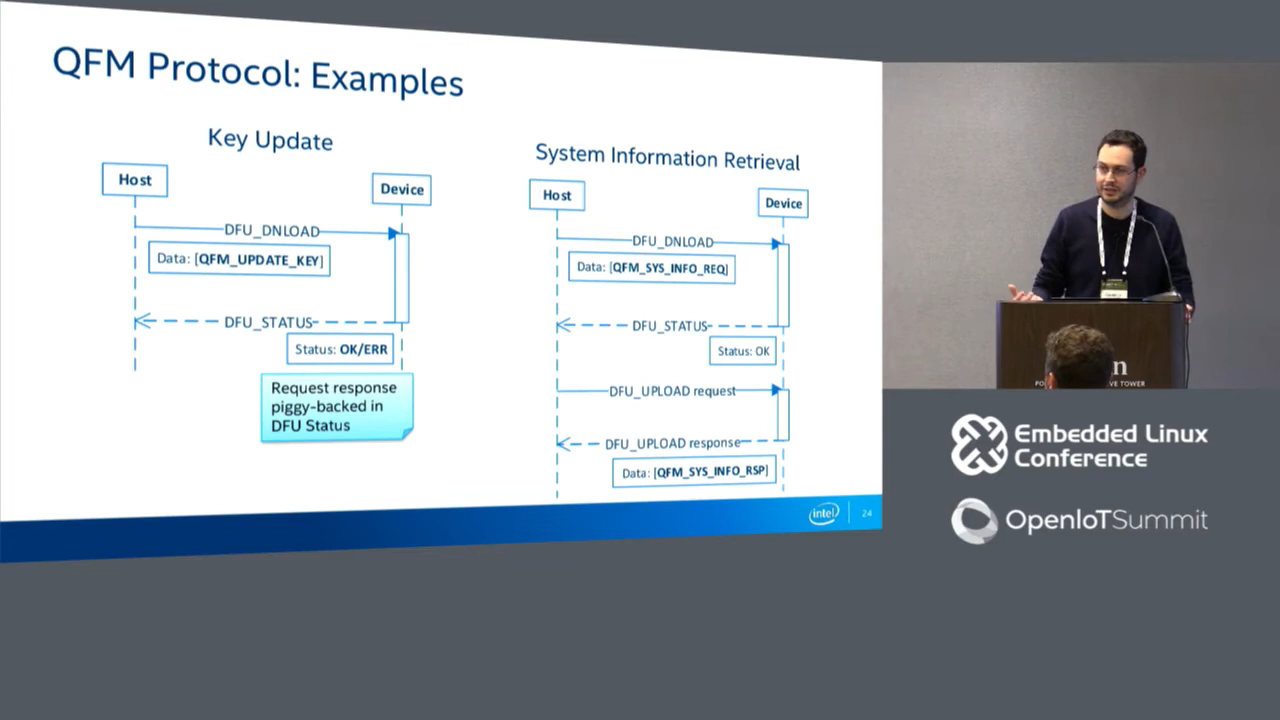 QFM Protocol: Examples
Key Update
Host
Device
DFU_DNLOAD
Data: [QFM_UPDATE_KEY]
DFU_STATUS
Status: OK/ERR
Request response
piggy-backed in
DFU Status
System Information Retrieval
Host
Device
DFU_DNLOAD
Data: [QFM_SYS_INFO_REQ]
DFU_STATUS
Status: OK
DFU_UPLOAD request
DFU_UPLOAD response
Data: [QFM_SYS_INFO_RSP]
intel
24
TOWER
Embedded Linux
Conference
OpenIoTSummit